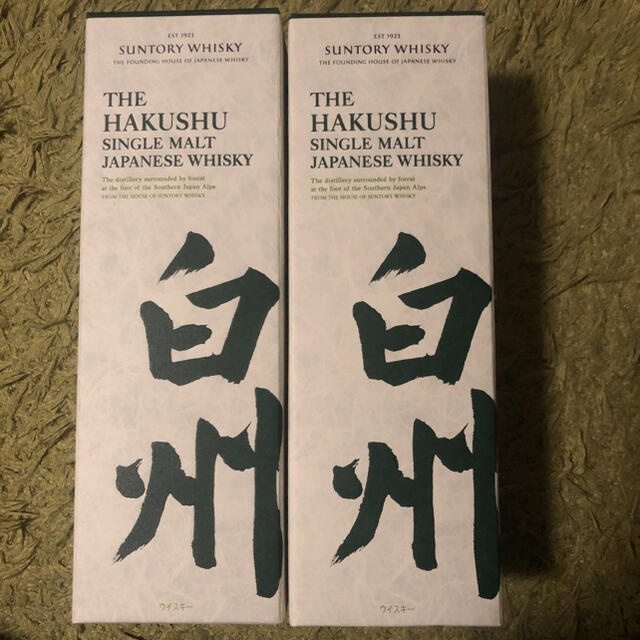 EST 1923
SUNTORY WHISKY
THE FOUNDING HOUSE OF JAPANESE WHISKY
THE
HAKUSHU
SINGLE MALT
JAPANESE WHISKY
The distillery surrounded by forest
at the foot of the Southern Japan Alps
FROM THE HOUSE OF SUNTORY WHISKY
白州
ウイスキー
EST 1923
SUNTORY WHISKY
THE FOUNDING HOUSE OF JAPANESE WHISKY
THE
HAKUSHU
SINGLE MALT
JAPANESE WHISKY
The distillery surrounded by forest
at the foot of the Southern Japan Alps
FROM THE HOUSE OF SUNTORY WHISKY
白州
ウイスキー